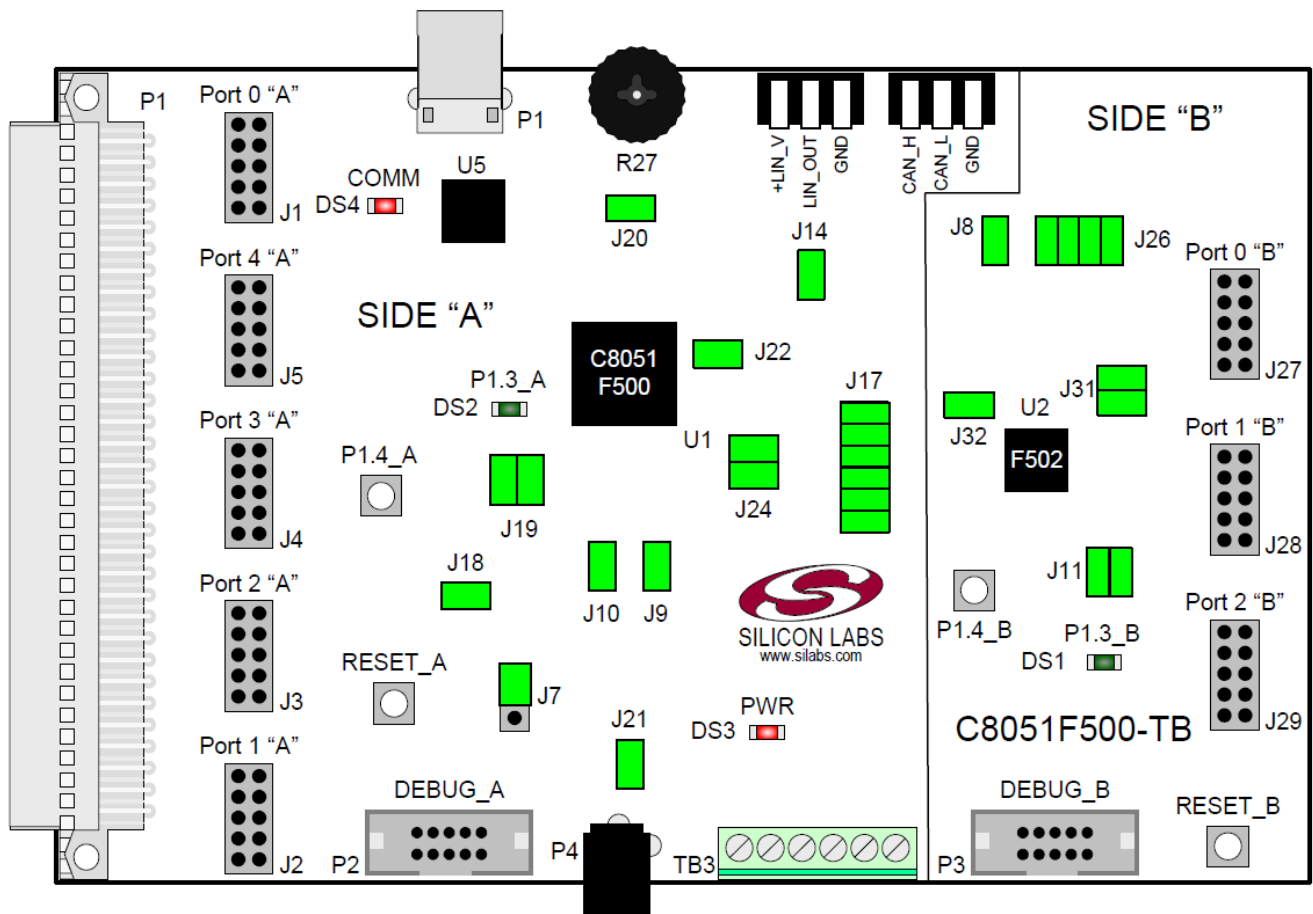 P1
Port 0 “A”
J1
P1
COMM
DS4
U5
R27
J20
+LIN_V
LIN_OUT
GND
CAN_H
CAN_L
GND
SIDE “B”
J14
J8
J26
Port 0 “B”
J27
Port 4 “A”
J5
SIDE “A”
C8051
F500
J22
P1.3_A
DS2
J17
U1
J24
J31
J32
U2
F502
Port 1 “B”
J28
Port 3 “A”
J4
P1.4_A
J19
J18
J10
J9
SILICON LABS
www.silabs.com
J11
P1.4_B
P1.3_B
DS1
Port 2 “B”
J29
Port 2 “A”
J3
RESET_A
J7
J21
PWR
DS3
C8051F500-TB
Port 1 “A”
J2
DEBUG_A
P2
P4
TB3
DEBUG_B
P3
RESET_B